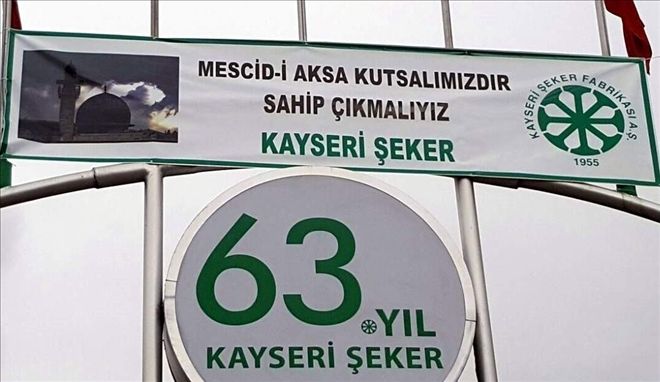 MESCİD-İ AKSA KUTSALIMIZDIR
SAHİP ÇIKMALIYIZ
KAYSERİ ŞEKER
KAYSERİ ŞEKER FABRİKASI A.Ş.
1955
63.YIL
KAYSERİ ŞEKER